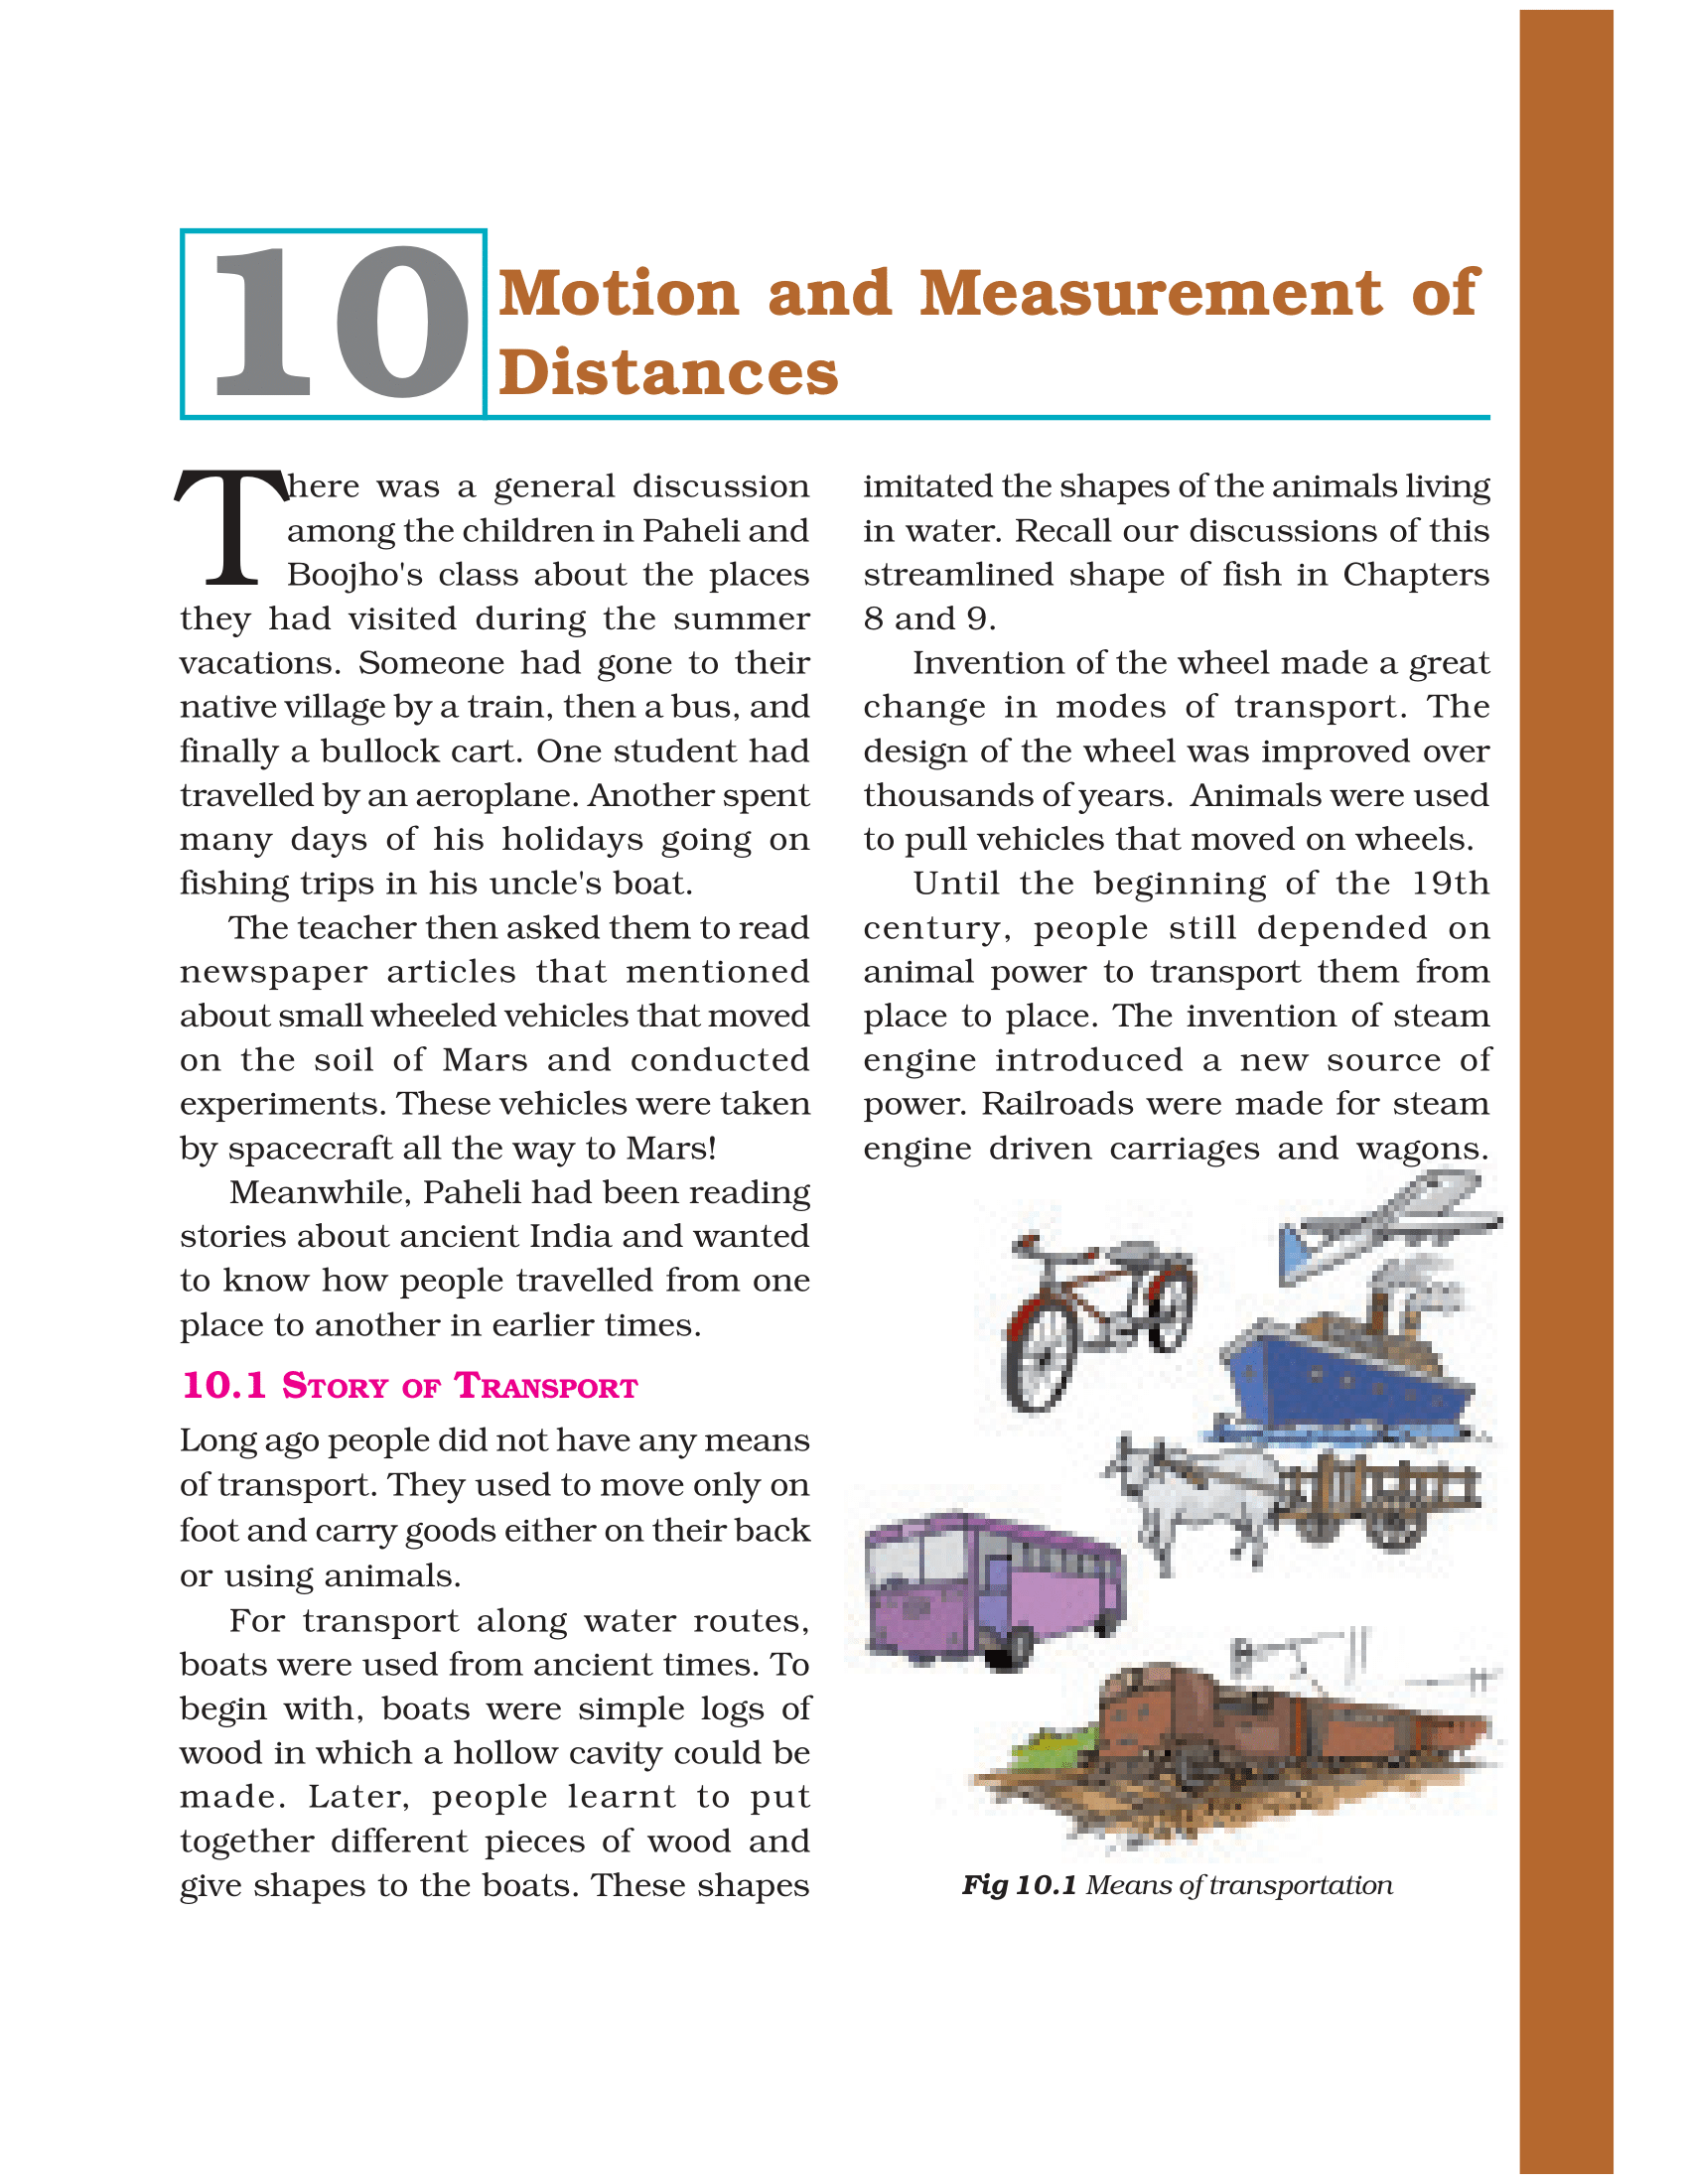 10
Motion and Measurement of
Distances
There was a general discussion
among the children in Paheli and
Boojho's class about the places
they had visited during the summer
vacations. Someone had gone to their
native village by a train, then a bus, and
finally a bullock cart. One student had
travelled by an aeroplane. Another spent
many days of his holidays going on
fishing trips in his uncle's boat.
The teacher then asked them to read
newspaper articles that mentioned
about small wheeled vehicles that moved
on the soil of Mars and conducted
experiments. These vehicles were taken
by spacecraft all the way to Mars!
Meanwhile, Paheli had been reading
stories about ancient India and wanted
to know how people travelled from one
place to another in earlier times.
10.1 Story of Transport
Long ago people did not have any means
of transport. They used to move only on
foot and carry goods either on their back
or using animals.
For transport along water routes,
boats were used from ancient times. To
begin with, boats were simple logs of
wood in which a hollow cavity could be
made. Later, people learnt to put
together different pieces of wood and
give shapes to the boats. These shapes
imitated the shapes of the animals living
in water. Recall our discussions of this
streamlined shape of fish in Chapters
8 and 9.
Invention of the wheel made a great
change in modes of transport. The
design of the wheel was improved over
thousands of years. Animals were used
to pull vehicles that moved on wheels.
Until the beginning of the 19th
century, people still depended on
animal power to transport them from
place to place. The invention of steam
engine introduced a new source of
power. Railroads were made for steam
engine driven carriages and wagons.
Fig 10.1 Means of transportation